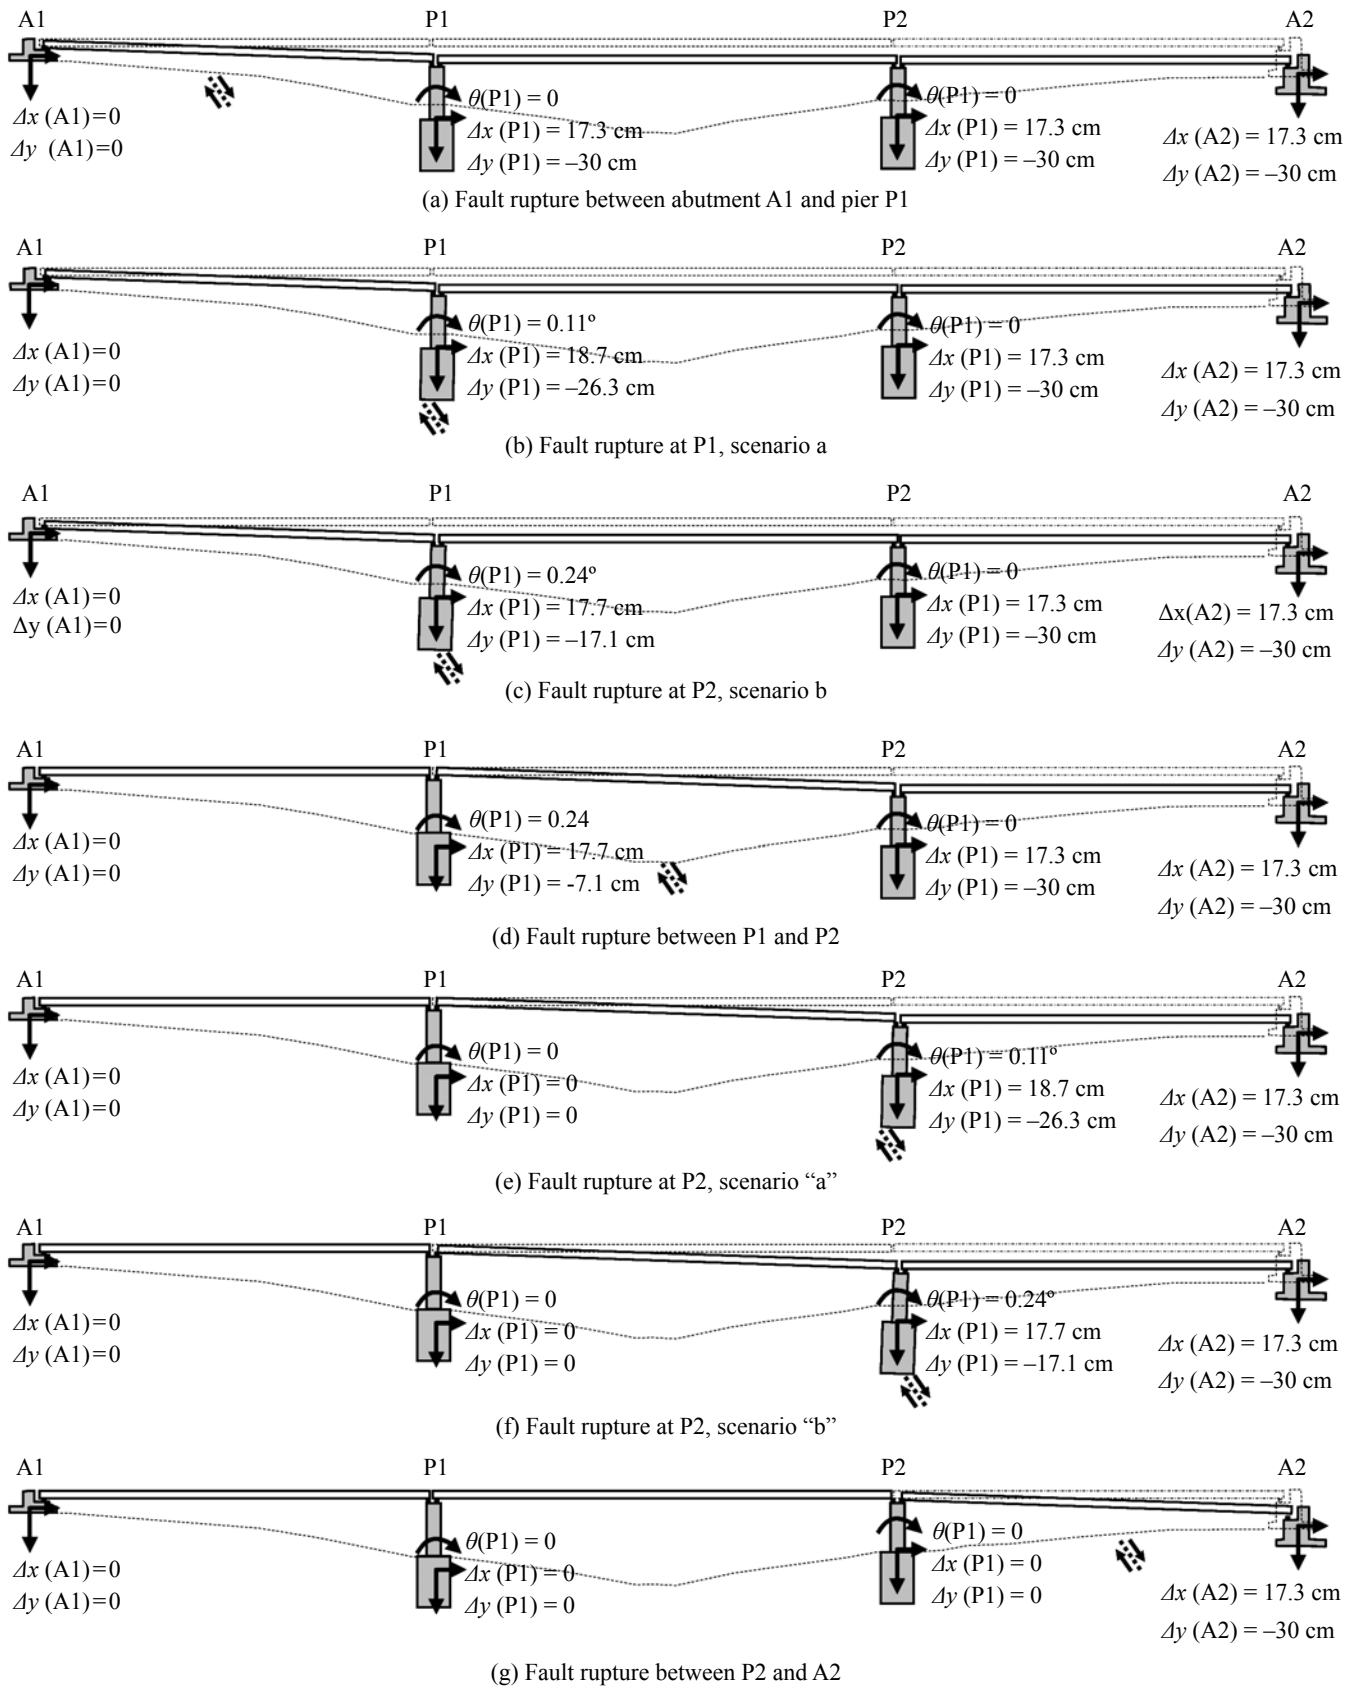 A1 P1 P2 A2
Δx (A1)=0
Δy (A1)=0
θ(P1) = 0
Δx (P1) = 17.3 cm
Δy (P1) = –30 cm
θ(P1) = 0
Δx (P1) = 17.3 cm
Δy (P1) = –30 cm
Δx (A2) = 17.3 cm
Δy (A2) = –30 cm
(a) Fault rupture between abutment A1 and pier P1
A1 P1 P2 A2
Δx (A1)=0
Δy (A1)=0
θ(P1) = 0.11º
Δx (P1) = 18.7 cm
Δy (P1) = –26.3 cm
θ(P1) = 0
Δx (P1) = 17.3 cm
Δy (P1) = –30 cm
Δx (A2) = 17.3 cm
Δy (A2) = –30 cm
(b) Fault rupture at P1, scenario a
A1 P1 P2 A2
Δx (A1)=0
Δy (A1)=0
θ(P1) = 0.24º
Δx (P1) = 17.7 cm
Δy (P1) = –17.1 cm
θ(P1) = 0
Δx (P1) = 17.3 cm
Δy (P1) = –30 cm
Δx(A2) = 17.3 cm
Δy (A2) = –30 cm
(c) Fault rupture at P2, scenario b
A1 P1 P2 A2
Δx (A1)=0
Δy (A1)=0
θ(P1) = 0.24
Δx (P1) = 17.7 cm
Δy (P1) = -7.1 cm
θ(P1) = 0
Δx (P1) = 17.3 cm
Δy (P1) = –30 cm
Δx (A2) = 17.3 cm
Δy (A2) = –30 cm
(d) Fault rupture between P1 and P2
A1 P1 P2 A2
Δx (A1)=0
Δy (A1)=0
θ(P1) = 0
Δx (P1) = 0
Δy (P1) = 0
θ(P1) = 0.11º
Δx (P1) = 18.7 cm
Δy (P1) = –26.3 cm
Δx (A2) = 17.3 cm
Δy (A2) = –30 cm
(e) Fault rupture at P2, scenario “a”
A1 P1 P2 A2
Δx (A1)=0
Δy (A1)=0
θ(P1) = 0
Δx (P1) = 0
Δy (P1) = 0
θ(P1) = 0.24º
Δx (P1) = 17.7 cm
Δy (P1) = –17.1 cm
Δx (A2) = 17.3 cm
Δy (A2) = –30 cm
(f) Fault rupture at P2, scenario “b”
A1 P1 P2 A2
Δx (A1)=0
Δy (A1)=0
θ(P1) = 0
Δx (P1) = 0
Δy (P1) = 0
θ(P1) = 0
Δx (P1) = 0
Δy (P1) = 0
Δx (A2) = 17.3 cm
Δy (A2) = –30 cm
(g) Fault rupture between P2 and A2